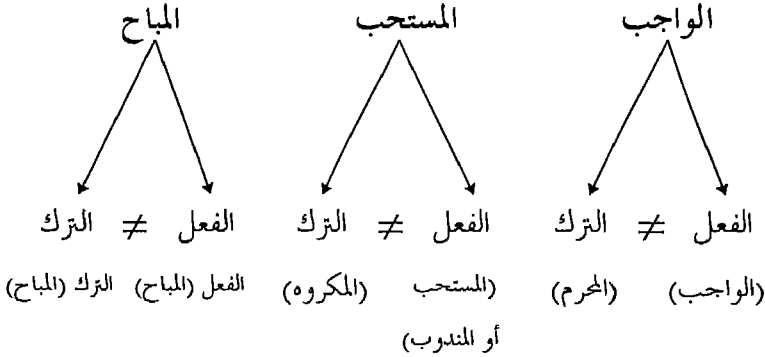 الواجب المستحب المباح
الفعل ≠ الترك الفعل ≠ الترك الفعل ≠ الترك
(الواجب) (المحرم) (المستحب (المكروه) الفعل (المباح) الترك (المباح)
أو المندوب)